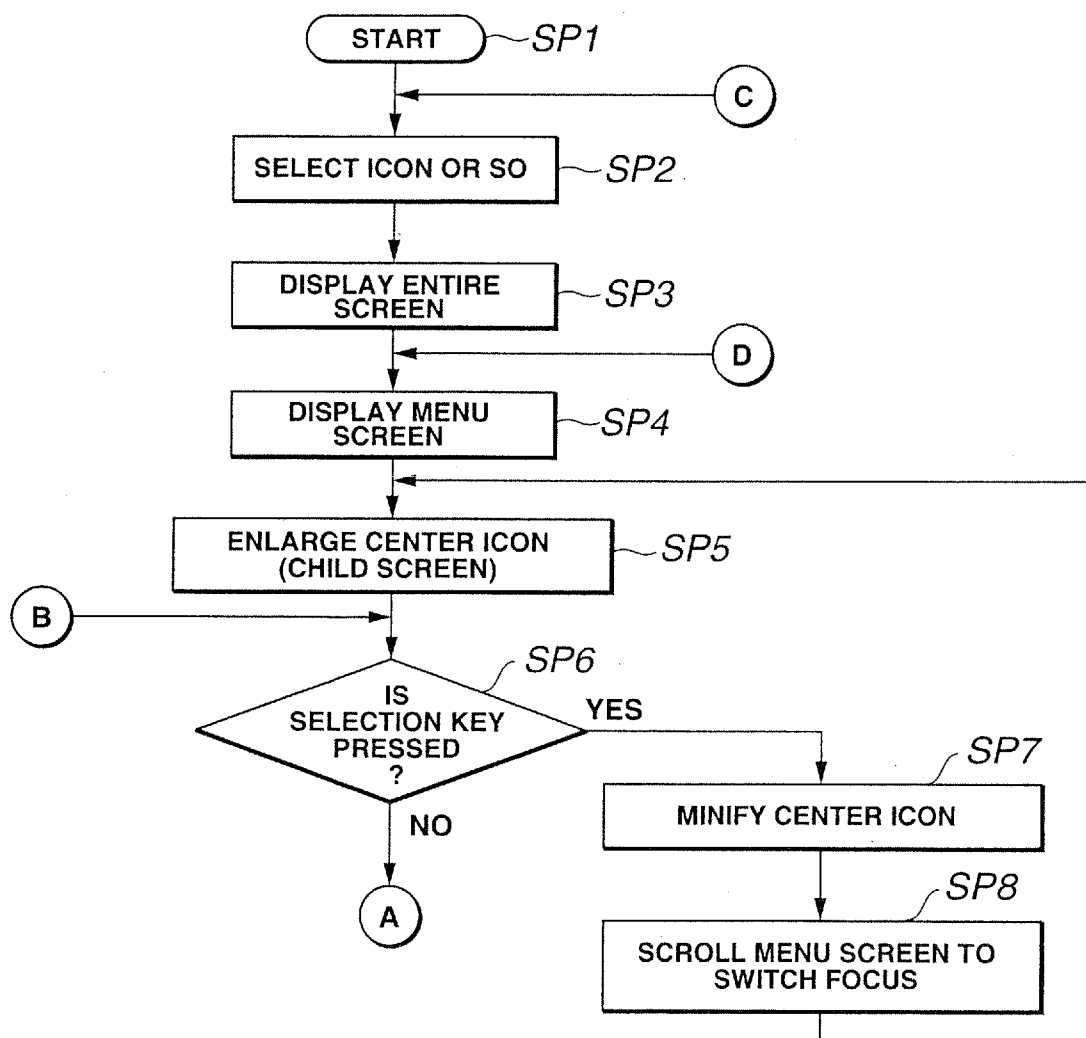 START
SP1
C
SELECT ICON OR SO
SP2
DISPLAY ENTIRE
SCREEN
SP3
D
DISPLAY MENU
SCREEN
SP4
ENLARGE CENTER ICON
(CHILD SCREEN)
SP5
B
SP6
IS
SELECTION KEY
PRESSED
?
YES
NO
A
SP7
MINIFY CENTER ICON
SP8
SCROLL MENU SCREEN TO
SWITCH FOCUS